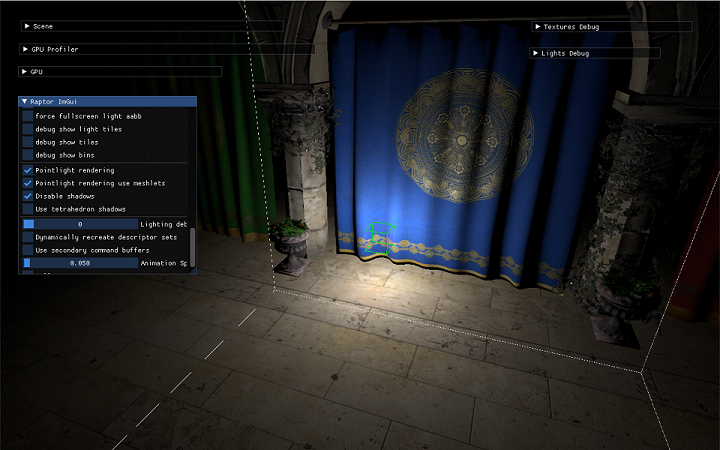 Scene
Textures Debug
GPU Profiler
Lights Debug
GPU
Raptor ImGui
force fullscreen light aabb
debug show light tiles
debug show tiles
debug show bins
Pointlight rendering
Pointlight rendering use meshlets
Disable shadows
Use tetrahedron shadows
0 Lighting det
Dynamically recreate descriptor sets
Use secondary command buffers
0.050 Animation Sp